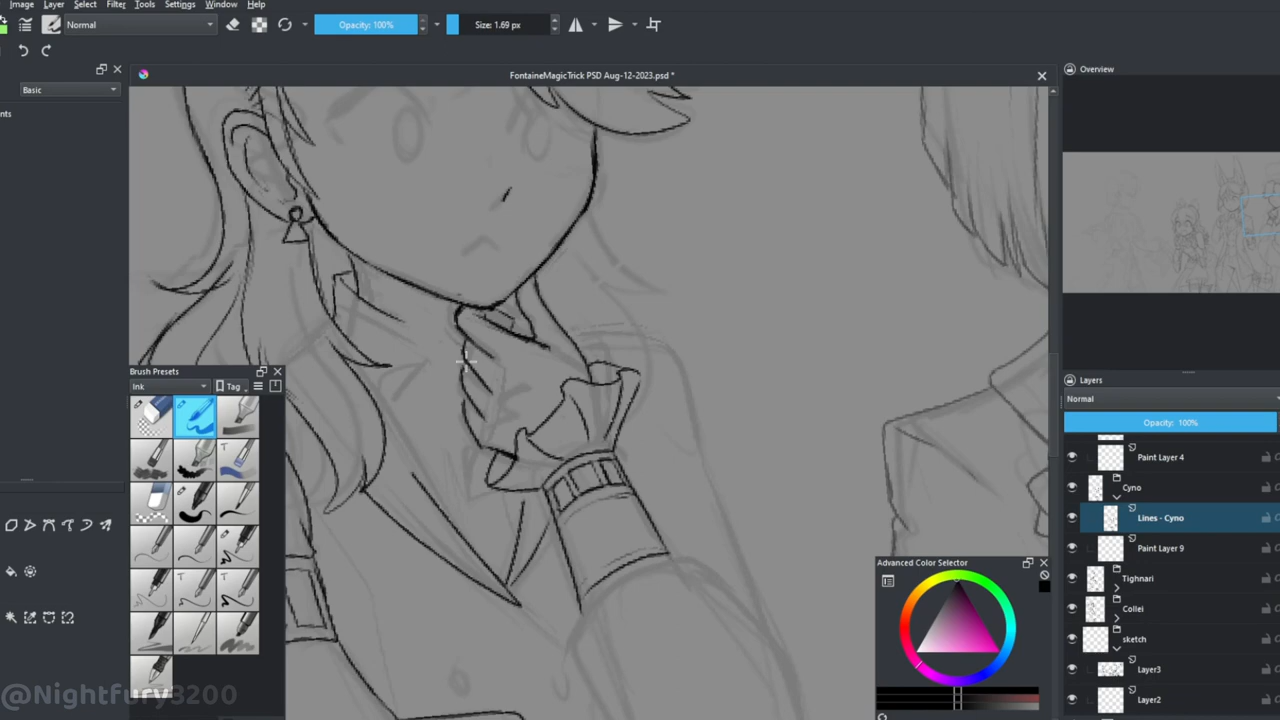 Image Layer Select Filter Tools Settings Window Help
Normal
Opacity: 100%
Size: 1.69 px
FontaineMagicTrick PSD Aug-12-2023.psd *
Overview
Basic
nts
Brush Presets
Ink
Tag
T
T
T
T
Layers
Normal
Opacity: 100%
Paint Layer 4
Cyno
Lines - Cyno
Paint Layer 9
Tighnari
Collei
sketch
Layer3
Layer2
Advanced Color Selector
@Nightfury3200